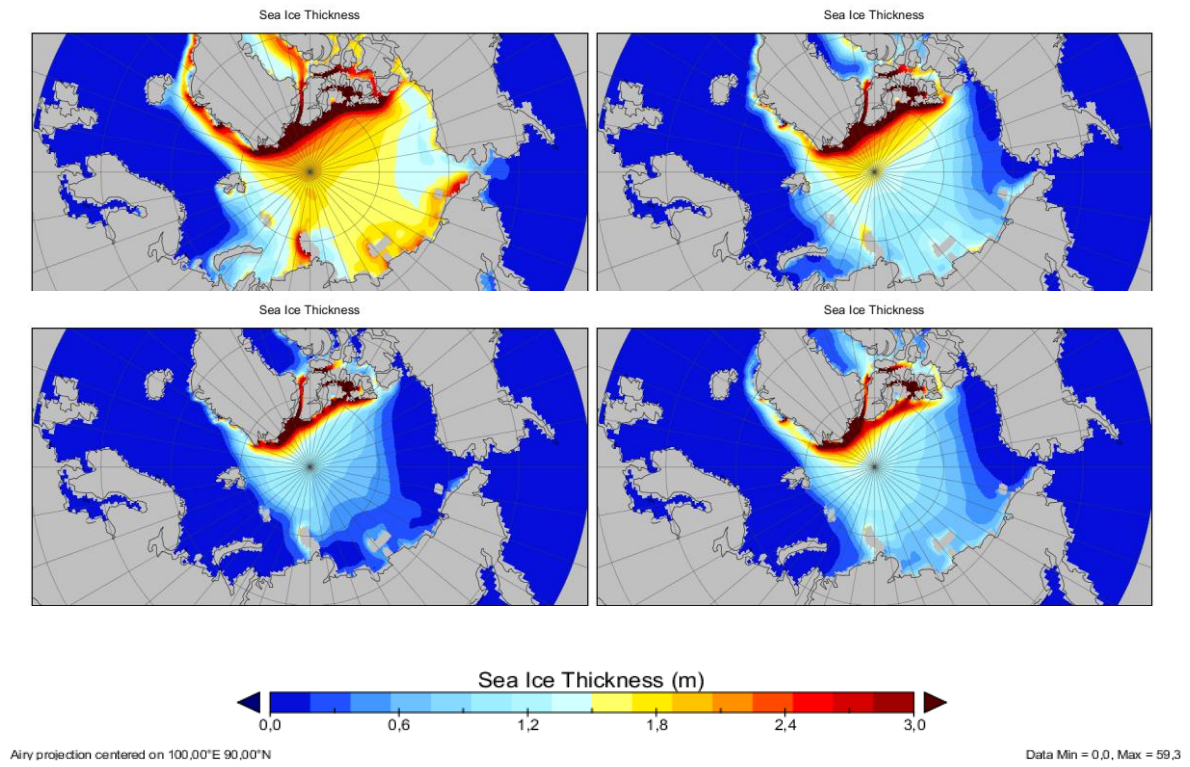 Sea Ice Thickness
Sea Ice Thickness
Sea Ice Thickness
Sea Ice Thickness
Sea Ice Thickness (m)
0,0 0,6 1,2 1,8 2,4 3,0
Airy projection centered on 100,00°E 90,00°N
Data Min = 0,0, Max = 59,3